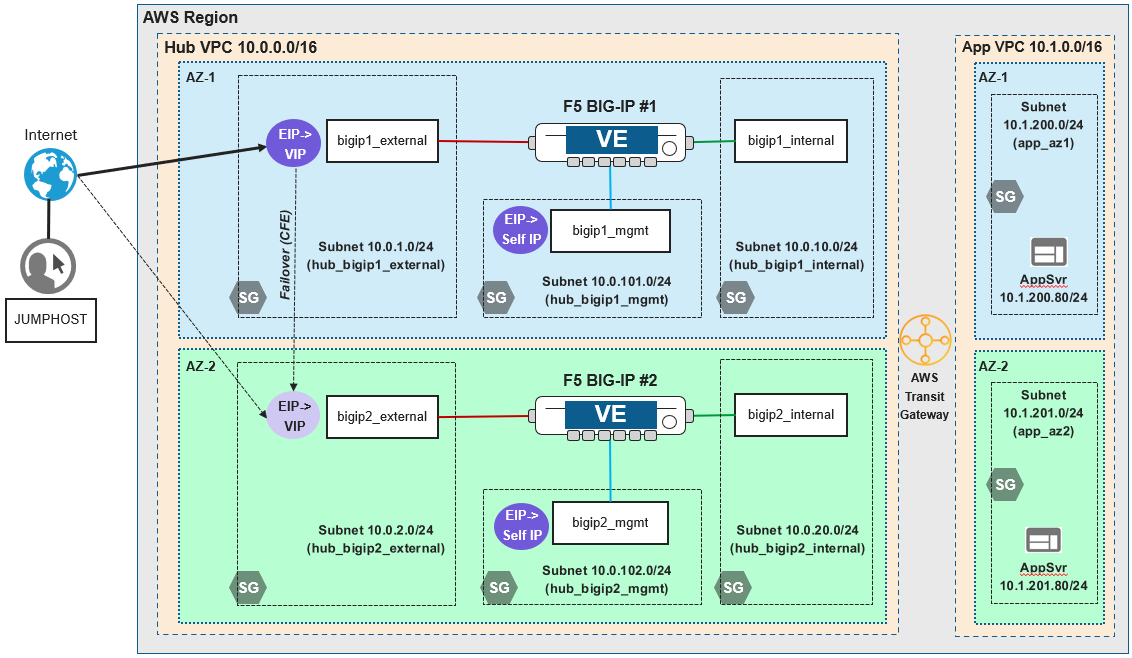 AWS Region
Hub VPC 10.0.0.0/16
AZ-1
F5 BIG-IP #1
EIP->
VIP
bigip1_external
VE
bigip1_internal
Failover (CFE)
Subnet 10.0.1.0/24
(hub_bigip1_external)
SG
EIP->
Self IP
bigip1_mgmt
Subnet 10.0.101.0/24
(hub_bigip1_mgmt)
SG
Subnet 10.0.10.0/24
(hub_bigip1_internal)
SG
AZ-2
F5 BIG-IP #2
EIP->
VIP
bigip2_external
VE
bigip2_internal
Subnet 10.0.2.0/24
(hub_bigip2_external)
SG
EIP->
Self IP
bigip2_mgmt
Subnet 10.0.102.0/24
(hub_bigip2_mgmt)
SG
Subnet 10.0.20.0/24
(hub_bigip2_internal)
SG
Internet
JUMPHOST
AWS
Transit
Gateway
App VPC 10.1.0.0/16
AZ-1
Subnet
10.1.200.0/24
(app_az1)
SG
AppSvr
10.1.200.80/24
AZ-2
Subnet
10.1.201.0/24
(app_az2)
SG
AppSvr
10.1.201.80/24